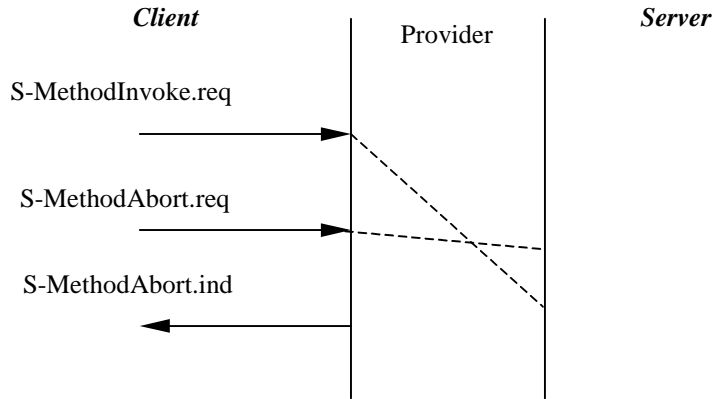 Client
Provider
Server
S-MethodInvoke.req
S-MethodAbort.req
S-MethodAbort.ind